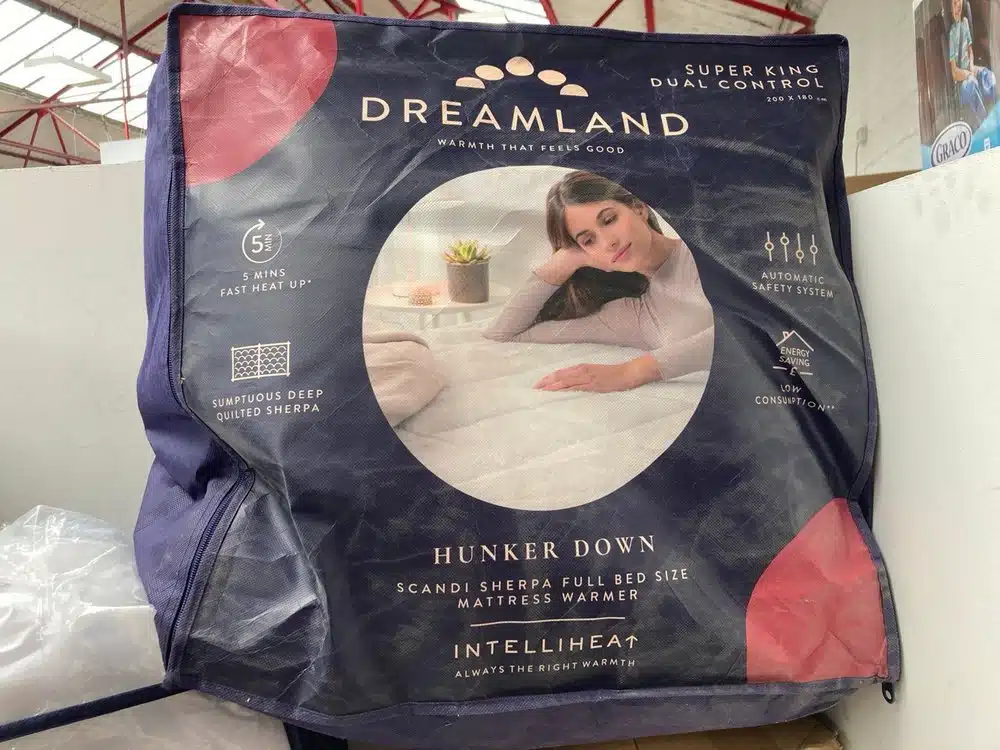 SUPER KING
DUAL CONTROL
200 X 180 cm
DREAMLAND
WARMTH THAT FEELS GOOD
5
MIN
5 MINS
FAST HEAT UP*
SUMPTUOUS DEEP
QUILTED SHERPA
AUTOMATIC
SAFETY SYSTEM
ENERGY
SAVING
£
LOW
CONSUMPTION**
HUNKER DOWN
SCANDI SHERPA FULL BED SIZE
MATTRESS WARMER
INTELLIHEAT
ALWAYS THE RIGHT WARMTH
GRACO